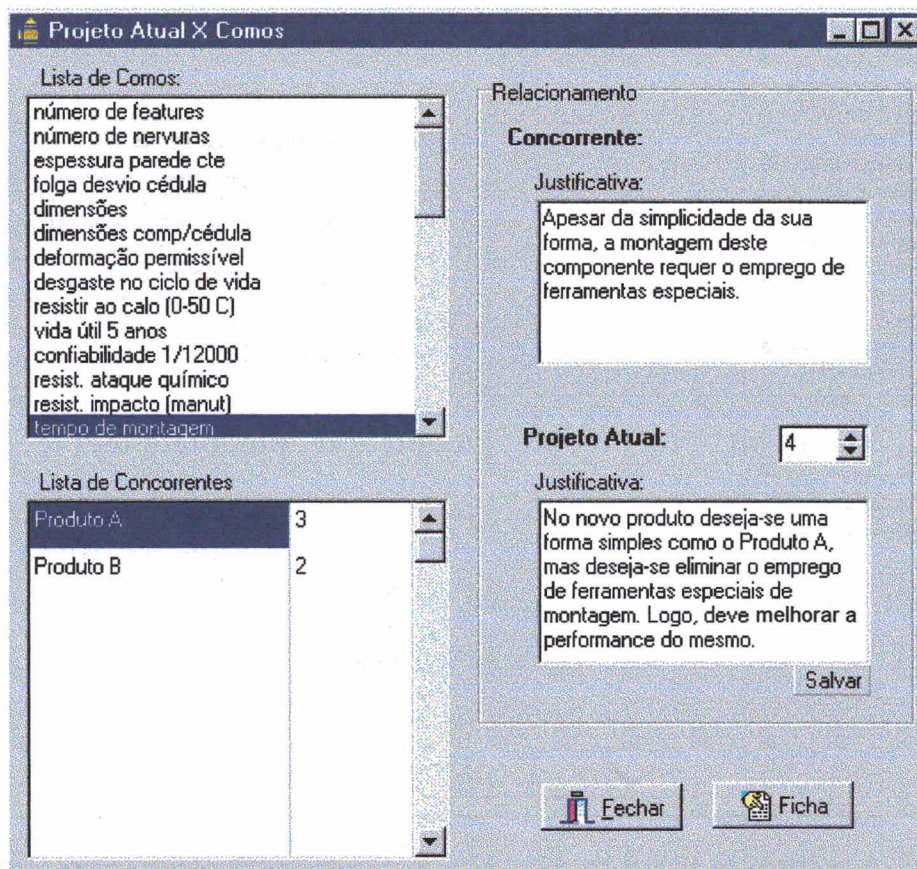 Projeto Atual X Comos
Lista de Comos:
número de features
número de nervuras
espessura parede cte
folga desvio cédula
dimensões
dimensões comp/cédula
deformação permissível
desgaste no ciclo de vida
resistir ao calo (0-50 C)
vida útil 5 anos
confiabilidade 1/12000
resist. ataque químico
resist. impacto (manut)
tempo de montagem
Lista de Concorrentes
Produto A 3
Produto B 2
Relacionamento
Concorrente:
Justificativa:
Apesar da simplicidade da sua
forma, a montagem deste
componente requer o emprego de
ferramentas especiais.
Projeto Atual: 4
Justificativa:
No novo produto deseja-se uma
forma simples como o Produto A,
mas deseja-se eliminar o emprego
de ferramentas especiais de
montagem. Logo, deve melhorar a
performance do mesmo.
Salvar
Fechar Ficha